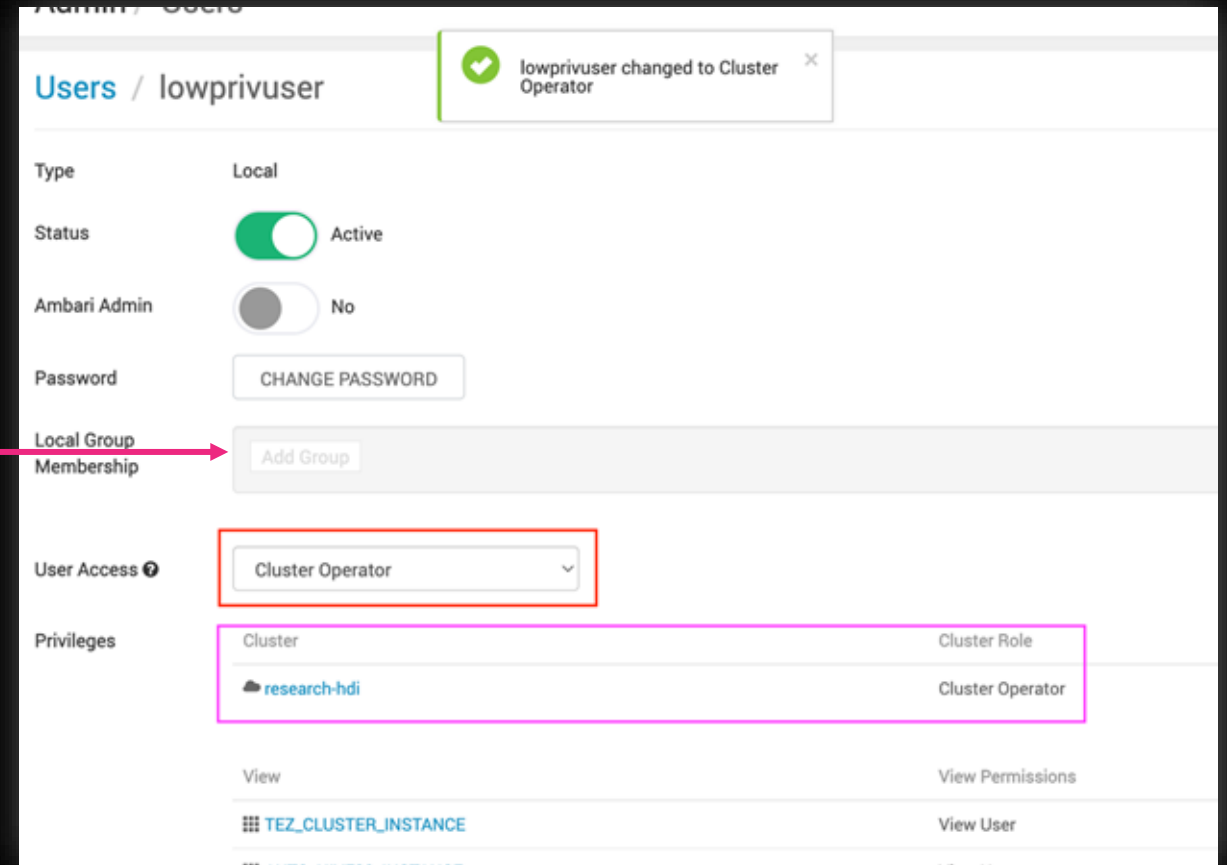 Admin / Users
lowprivuser changed to Cluster
Operator
Users / lowprivuser
Type Local
Status Active
Ambari Admin No
Password CHANGE PASSWORD
Local Group
Membership
Add Group
User Access Cluster Operator
Privileges Cluster Cluster Role
research-hdi Cluster Operator
View View Permissions
TEZ_CLUSTER_INSTANCE View User